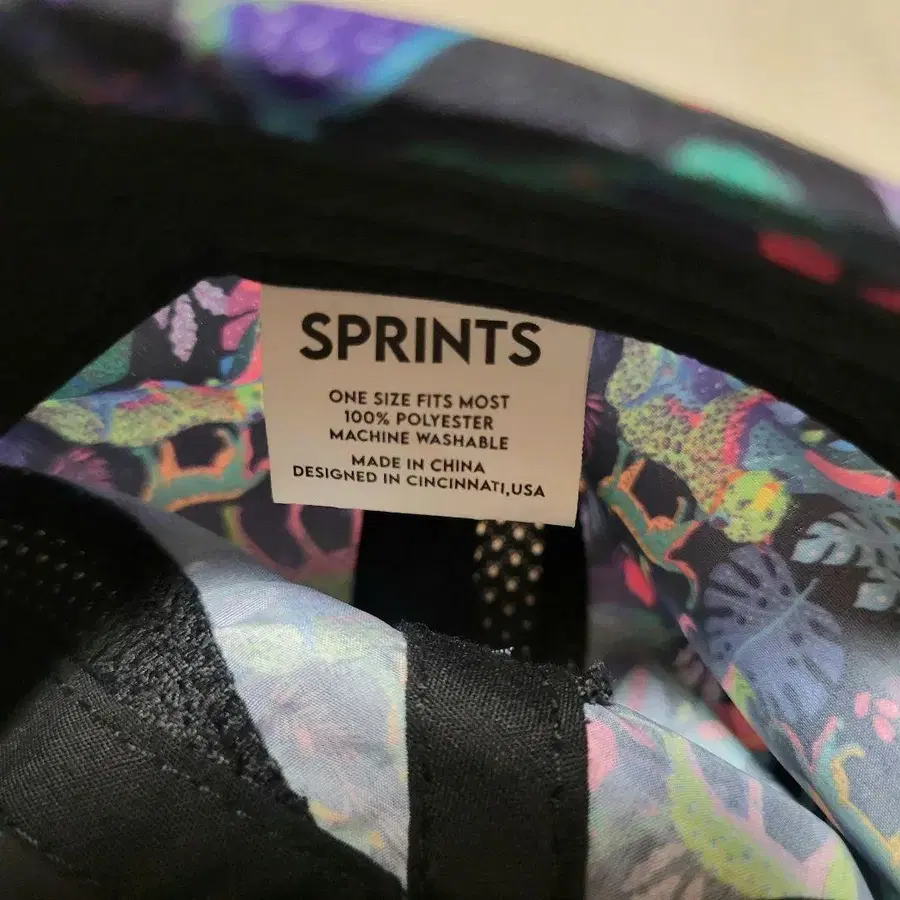 SPRINTS
ONE SIZE FITS MOST
100% POLYESTER
MACHINE WASHABLE
MADE IN CHINA
DESIGNED IN CINCINNATI,USA